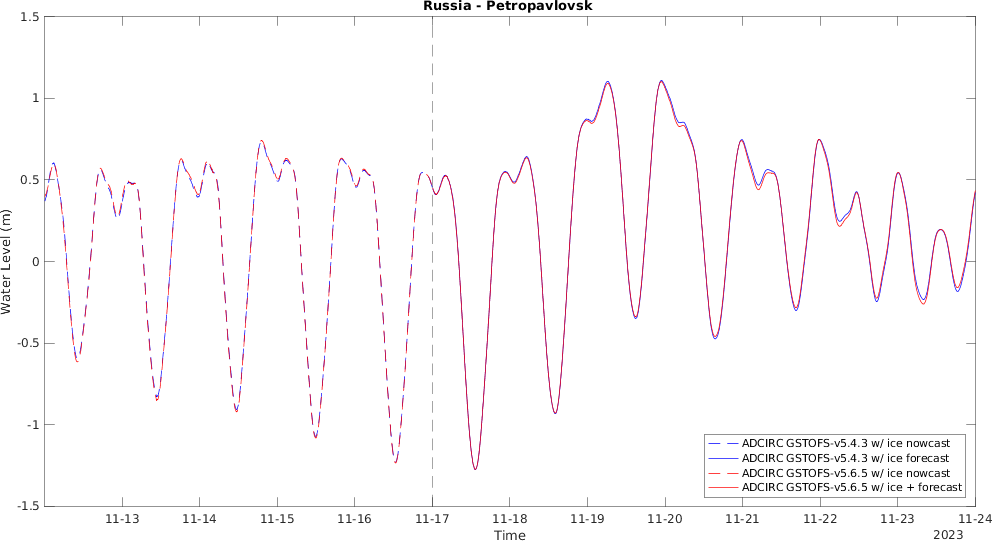 Russia - Petropavlovsk
1.5
1
0.5
0
-0.5
-1
-1.5
Water Level (m)
ADCIRC GSTOFS-v5.4.3 w/ ice nowcast
ADCIRC GSTOFS-v5.4.3 w/ ice forecast
ADCIRC GSTOFS-v5.6.5 w/ ice nowcast
ADCIRC GSTOFS-v5.6.5 w/ ice + forecast
11-13 11-14 11-15 11-16 11-17 11-18 11-19 11-20 11-21 11-22 11-23 11-24
Time
2023